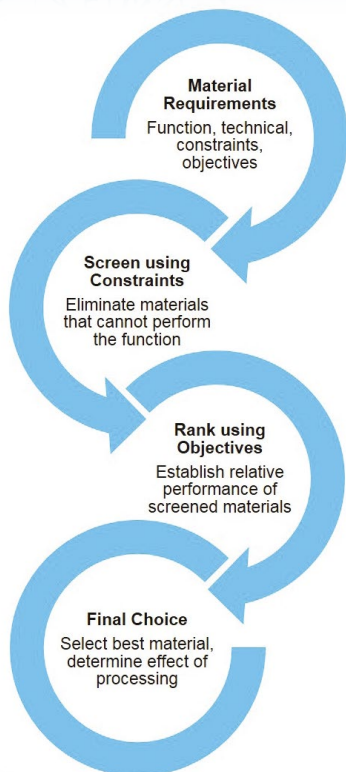 Material
Requirements
Function, technical,
constraints,
objectives
Screen using
Constraints
Eliminate materials
that cannot perform
the function
Rank using
Objectives
Establish relative
performance of
screened materials
Final Choice
Select best material,
determine effect of
processing